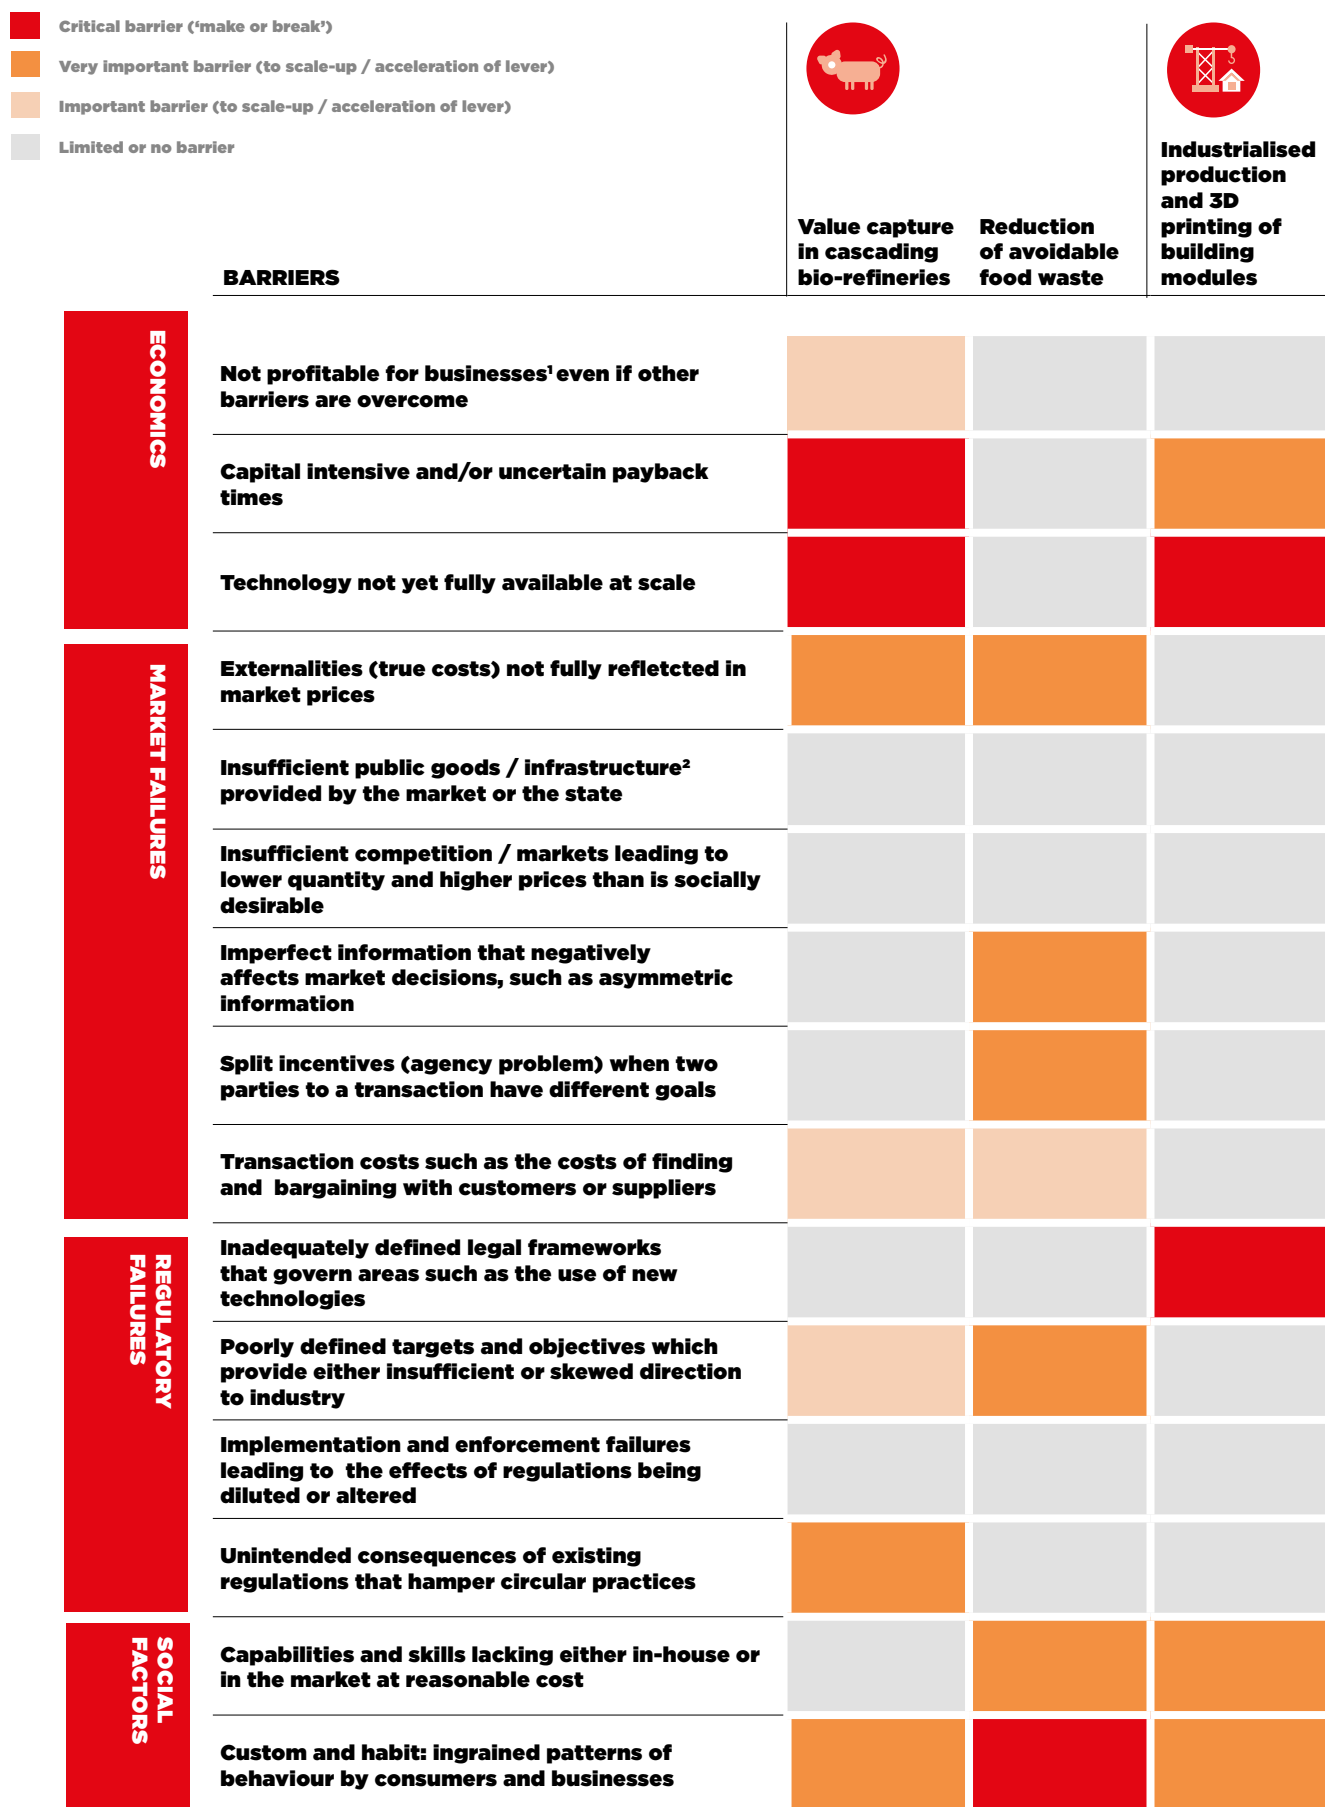 Critical barrier (‘make or break’)
Very important barrier (to scale-up / acceleration of lever)
Important barrier (to scale-up / acceleration of lever)
Limited or no barrier
BARRIERS
Value capture
in cascading
bio-refineries
Reduction
of avoidable
food waste
Industrialised
production
and 3D
printing of
building
modules
ECONOMICS
Not profitable for businesses¹ even if other
barriers are overcome
Capital intensive and/or uncertain payback
times
Technology not yet fully available at scale
MARKET FAILURES
Externalities (true costs) not fully refletcted in
market prices
Insufficient public goods / infrastructure²
provided by the market or the state
Insufficient competition / markets leading to
lower quantity and higher prices than is socially
desirable
Imperfect information that negatively
affects market decisions, such as asymmetric
information
Split incentives (agency problem) when two
parties to a transaction have different goals
Transaction costs such as the costs of finding
and bargaining with customers or suppliers
REGULATORY
FAILURES
Inadequately defined legal frameworks
that govern areas such as the use of new
technologies
Poorly defined targets and objectives which
provide either insufficient or skewed direction
to industry
Implementation and enforcement failures
leading to the effects of regulations being
diluted or altered
Unintended consequences of existing
regulations that hamper circular practices
SOCIAL
FACTORS
Capabilities and skills lacking either in-house or
in the market at reasonable cost
Custom and habit: ingrained patterns of
behaviour by consumers and businesses